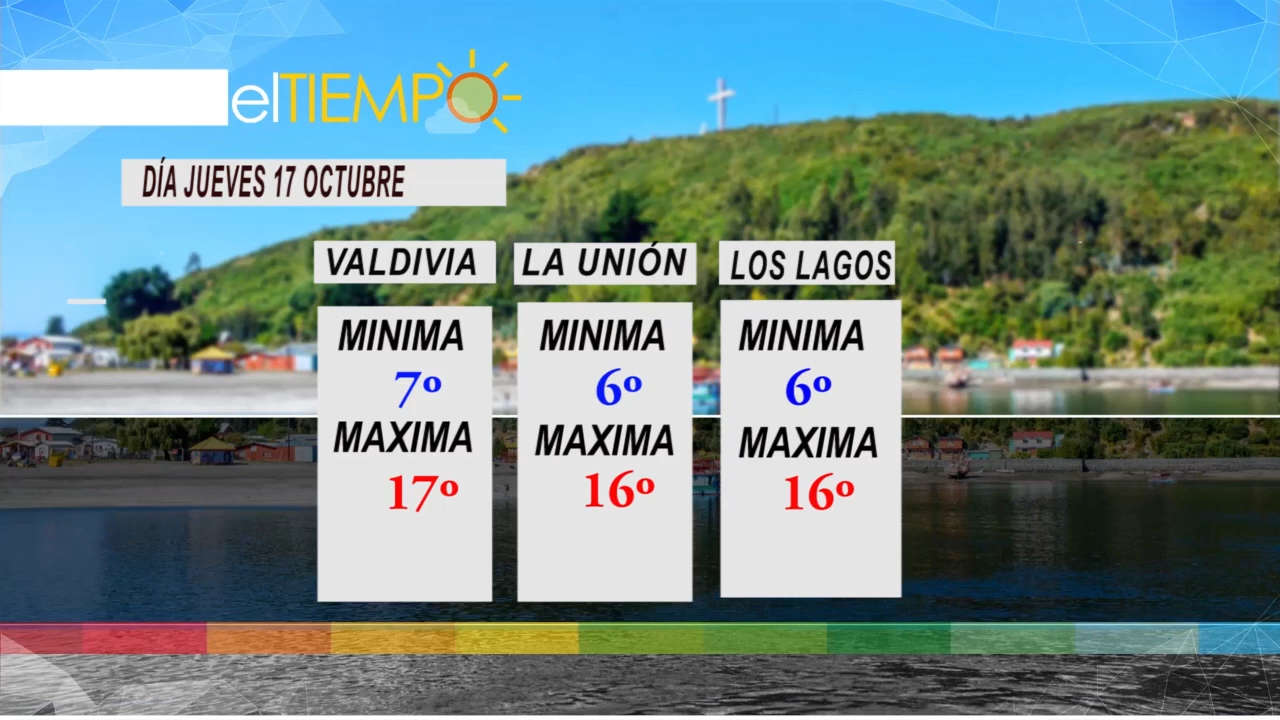 elTIEMPO
DÍA JUEVES 17 OCTUBRE
VALDIVIA
MINIMA
7º
MAXIMA
17º
LA UNIÓN
MINIMA
6º
MAXIMA
16º
LOS LAGOS
MINIMA
6º
MAXIMA
16º